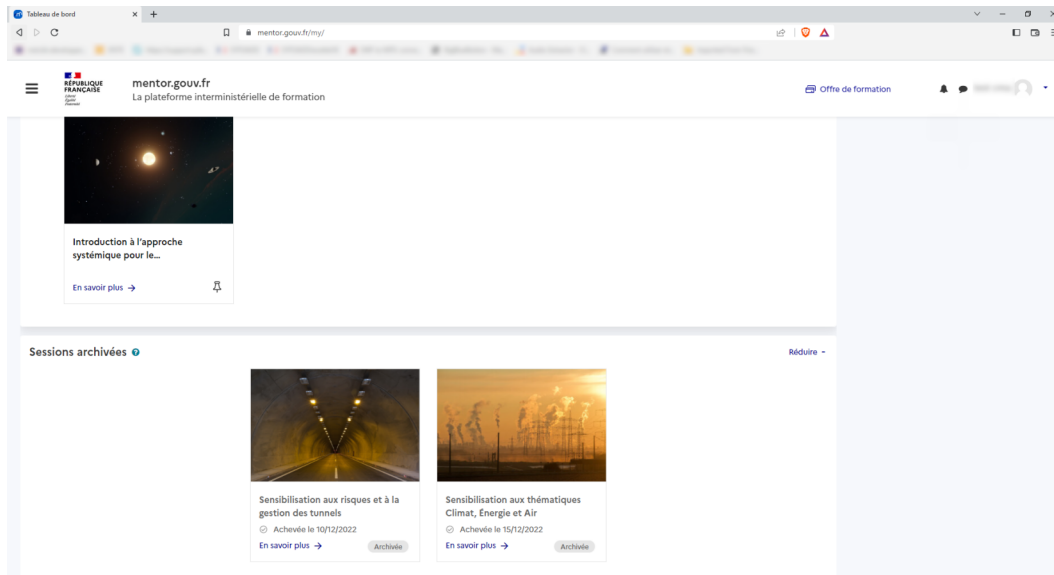 Tableau de bord
mentor.gouv.fr/my/
RÉPUBLIQUE
FRANÇAISE
Liberté
Égalité
Fraternité
mentor.gouv.fr
La plateforme interministérielle de formation
Offre de formation
Introduction à l'approche
systémique pour le...
En savoir plus →
Sessions archivées
Réduire
Sensibilisation aux risques et à la
gestion des tunnels
Achevée le 10/12/2022
En savoir plus →
Archivée
Sensibilisation aux thématiques
Climat, Énergie et Air
Achevée le 15/12/2022
En savoir plus →
Archivée